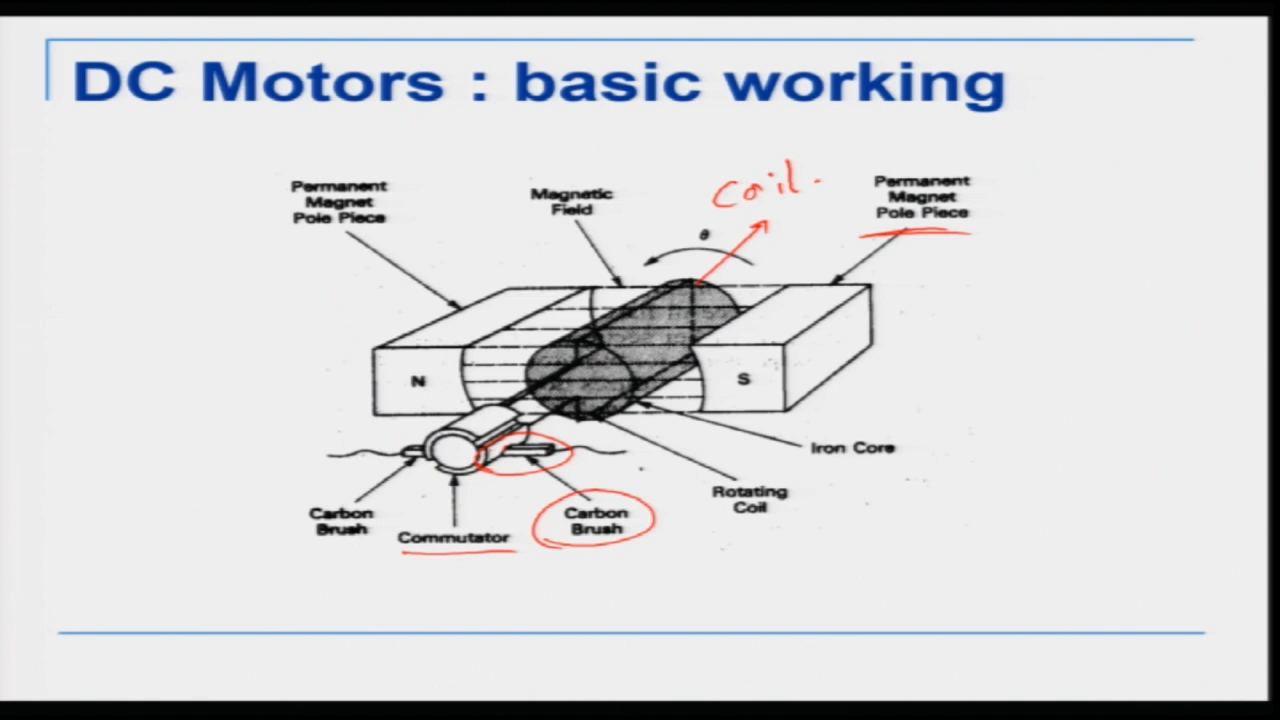 DC Motors : basic working
Permanent
Magnet
Pole Piece
Magnetic
Field
Coil.
Permanent
Magnet
Pole Piece
θ
N
S
Iron Core
Rotating
Coil
Carbon
Brush
Commutator
Carbon
Brush